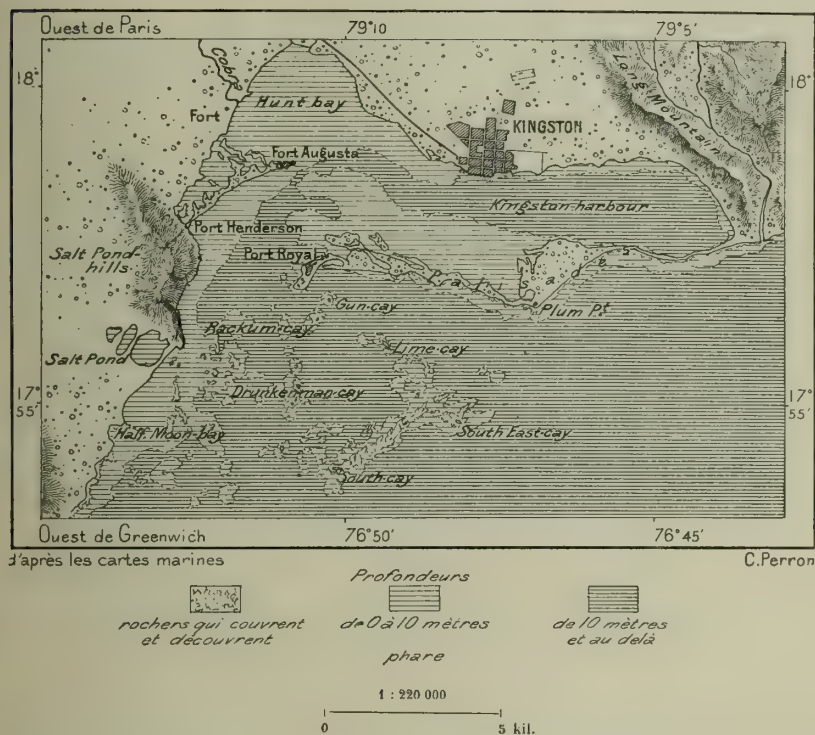 Ouest de Paris
79°10'
79°5'
18°
18°
Cobre
Hunt bay
Fort
Fort Augusta
KINGSTON
Long Mountain
Kingston-harbour
Port Henderson
Salt Pond-
hills
Port Royal
Palisades
Plum Pt
Gun-cay
Rackum-cay
Lime-cay
Salt Pond
Drunkenman-cay
17°
55'
17°
55'
Half Moon-bay
South East-cay
South-cay
Ouest de Greenwich
76°50'
76°45'
d'après les cartes marines
C. Perron
Profondeurs
rochers qui couvrent
et découvrent
de 0 à 10 mètres
de 10 mètres
et au delà
phare
1 : 220 000
0
5 kil.